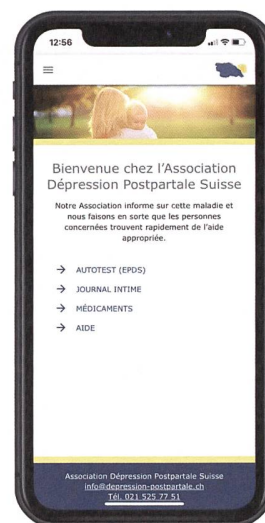 12:56
Bienvenue chez l'Association
Dépression Postpartale Suisse
Notre Association informe sur cette maladie et
nous faisons en sorte que les personnes
concernées trouvent rapidement de l'aide
appropriée.
→ AUTOTEST (EPDS)
→ JOURNAL INTIME
→ MÉDICAMENTS
→ AIDE
Association Dépression Postpartale Suisse
info@depression-postpartale.ch
Tél. 021 525 77 51